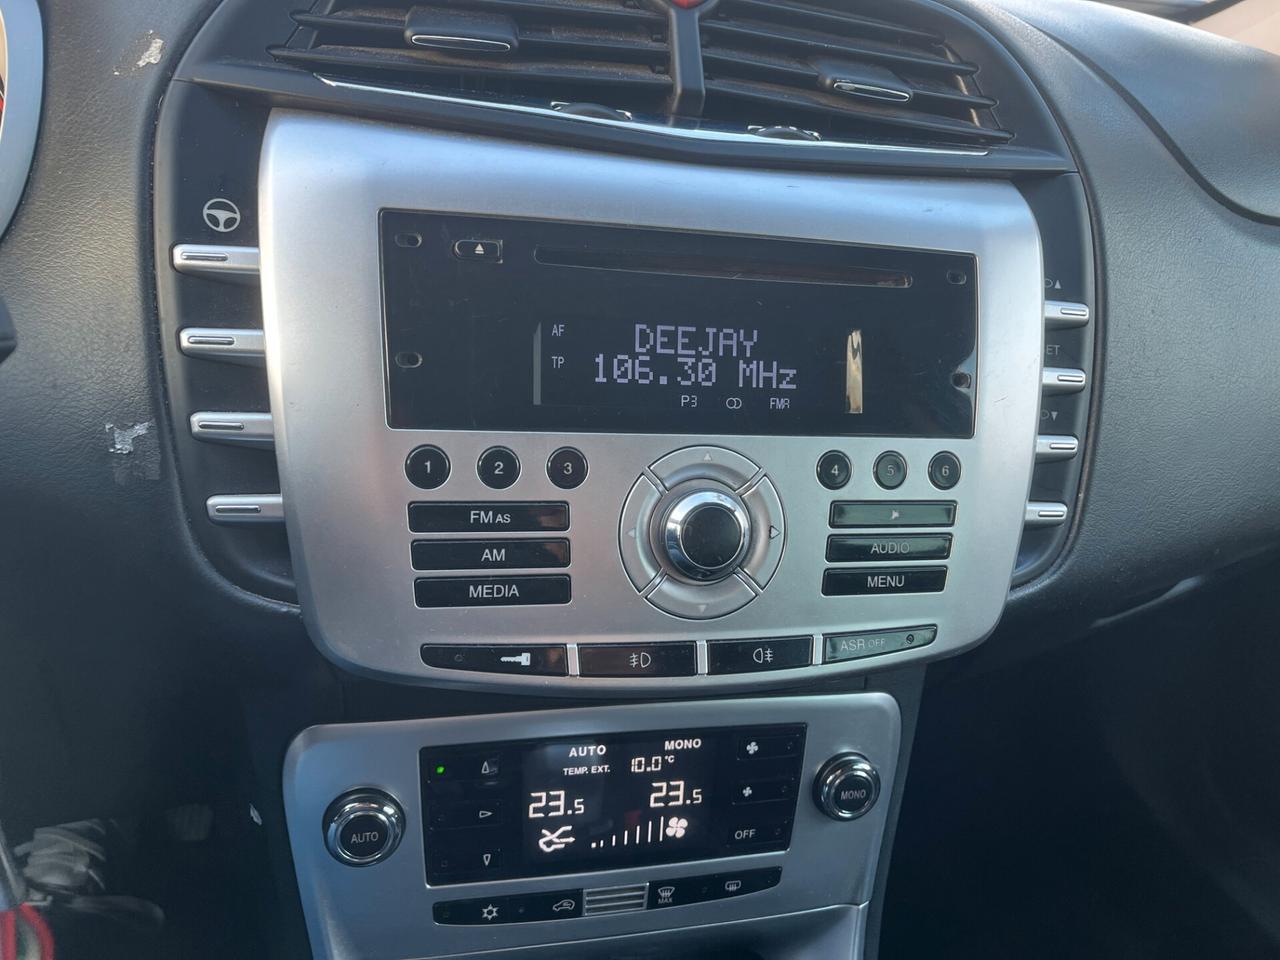 AF
DEEJAY
TP
106.30 MHz
P3
FMA
1
2
3
4
5
6
FM AS
AM
AUDIO
MEDIA
MENU
ASR OFF
AUTO
MONO
TEMP. EXT.
10.0 °C
23.5
23.5
AUTO
MONO
OFF
MAX